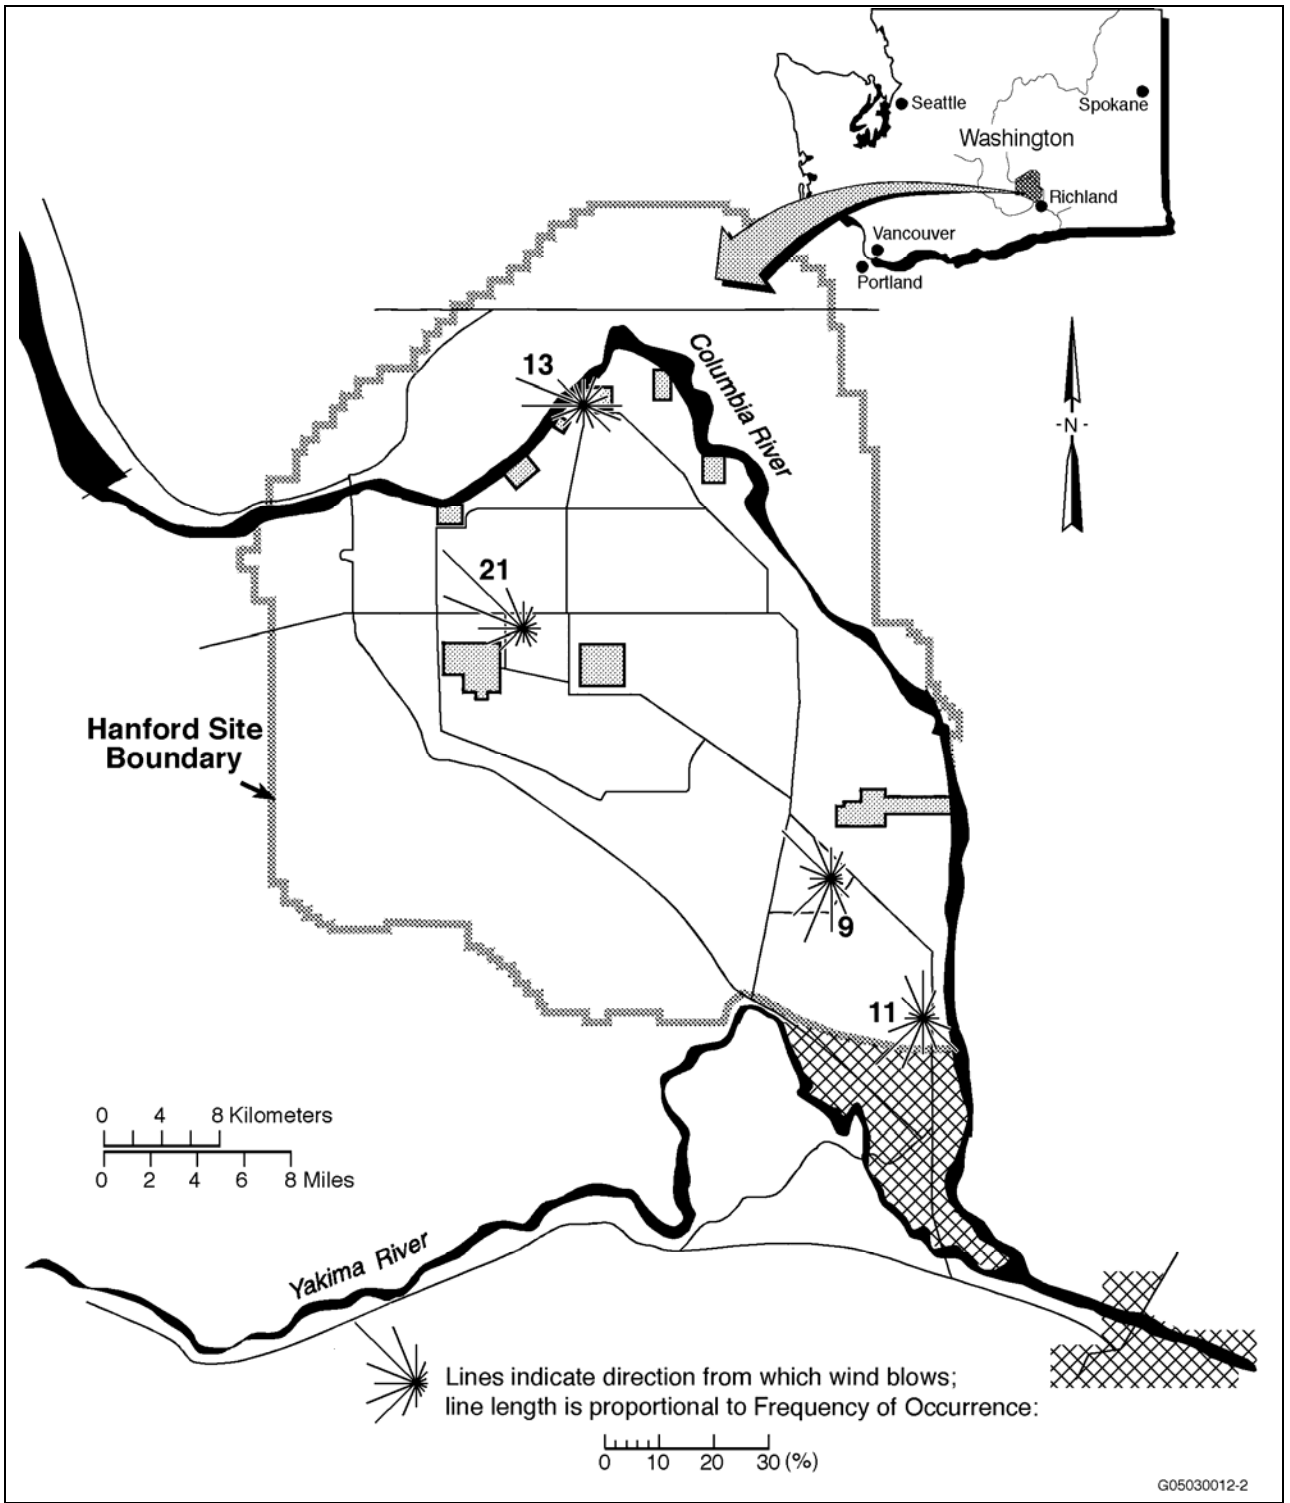 Seattle
Spokane
Washington
Richland
Vancouver
Portland
13
Columbia River
-N-
21
Hanford Site
Boundary
9
11
0 4 8 Kilometers
0 2 4 6 8 Miles
Yakima River
Lines indicate direction from which wind blows;
line length is proportional to Frequency of Occurrence:
0 10 20 30 (%)
G05030012-2